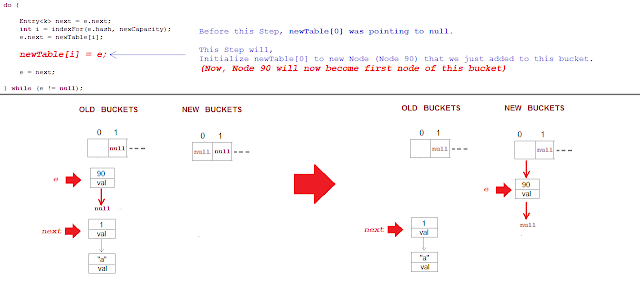 do {
Entry<k> next = e.next;
int i = indexFor(e.hash, newCapacity);
e.next = newTable[i];
newTable[i] = e;
e = next;
} while (e != null);
Before this Step, newTable[0] was pointing to null.
This Step will,
Initialize newTable[0] to new Node (Node 90) that we just added to this bucket.
(Now, Node 90 will now become first node of this bucket)
OLD BUCKETS
NEW BUCKETS
0 1
null
0 1
null null
e
90
val
null
next
1
val
"a"
val
OLD BUCKETS
NEW BUCKETS
0 1
null
0 1
null
e
90
val
null
next
1
val
"a"
val